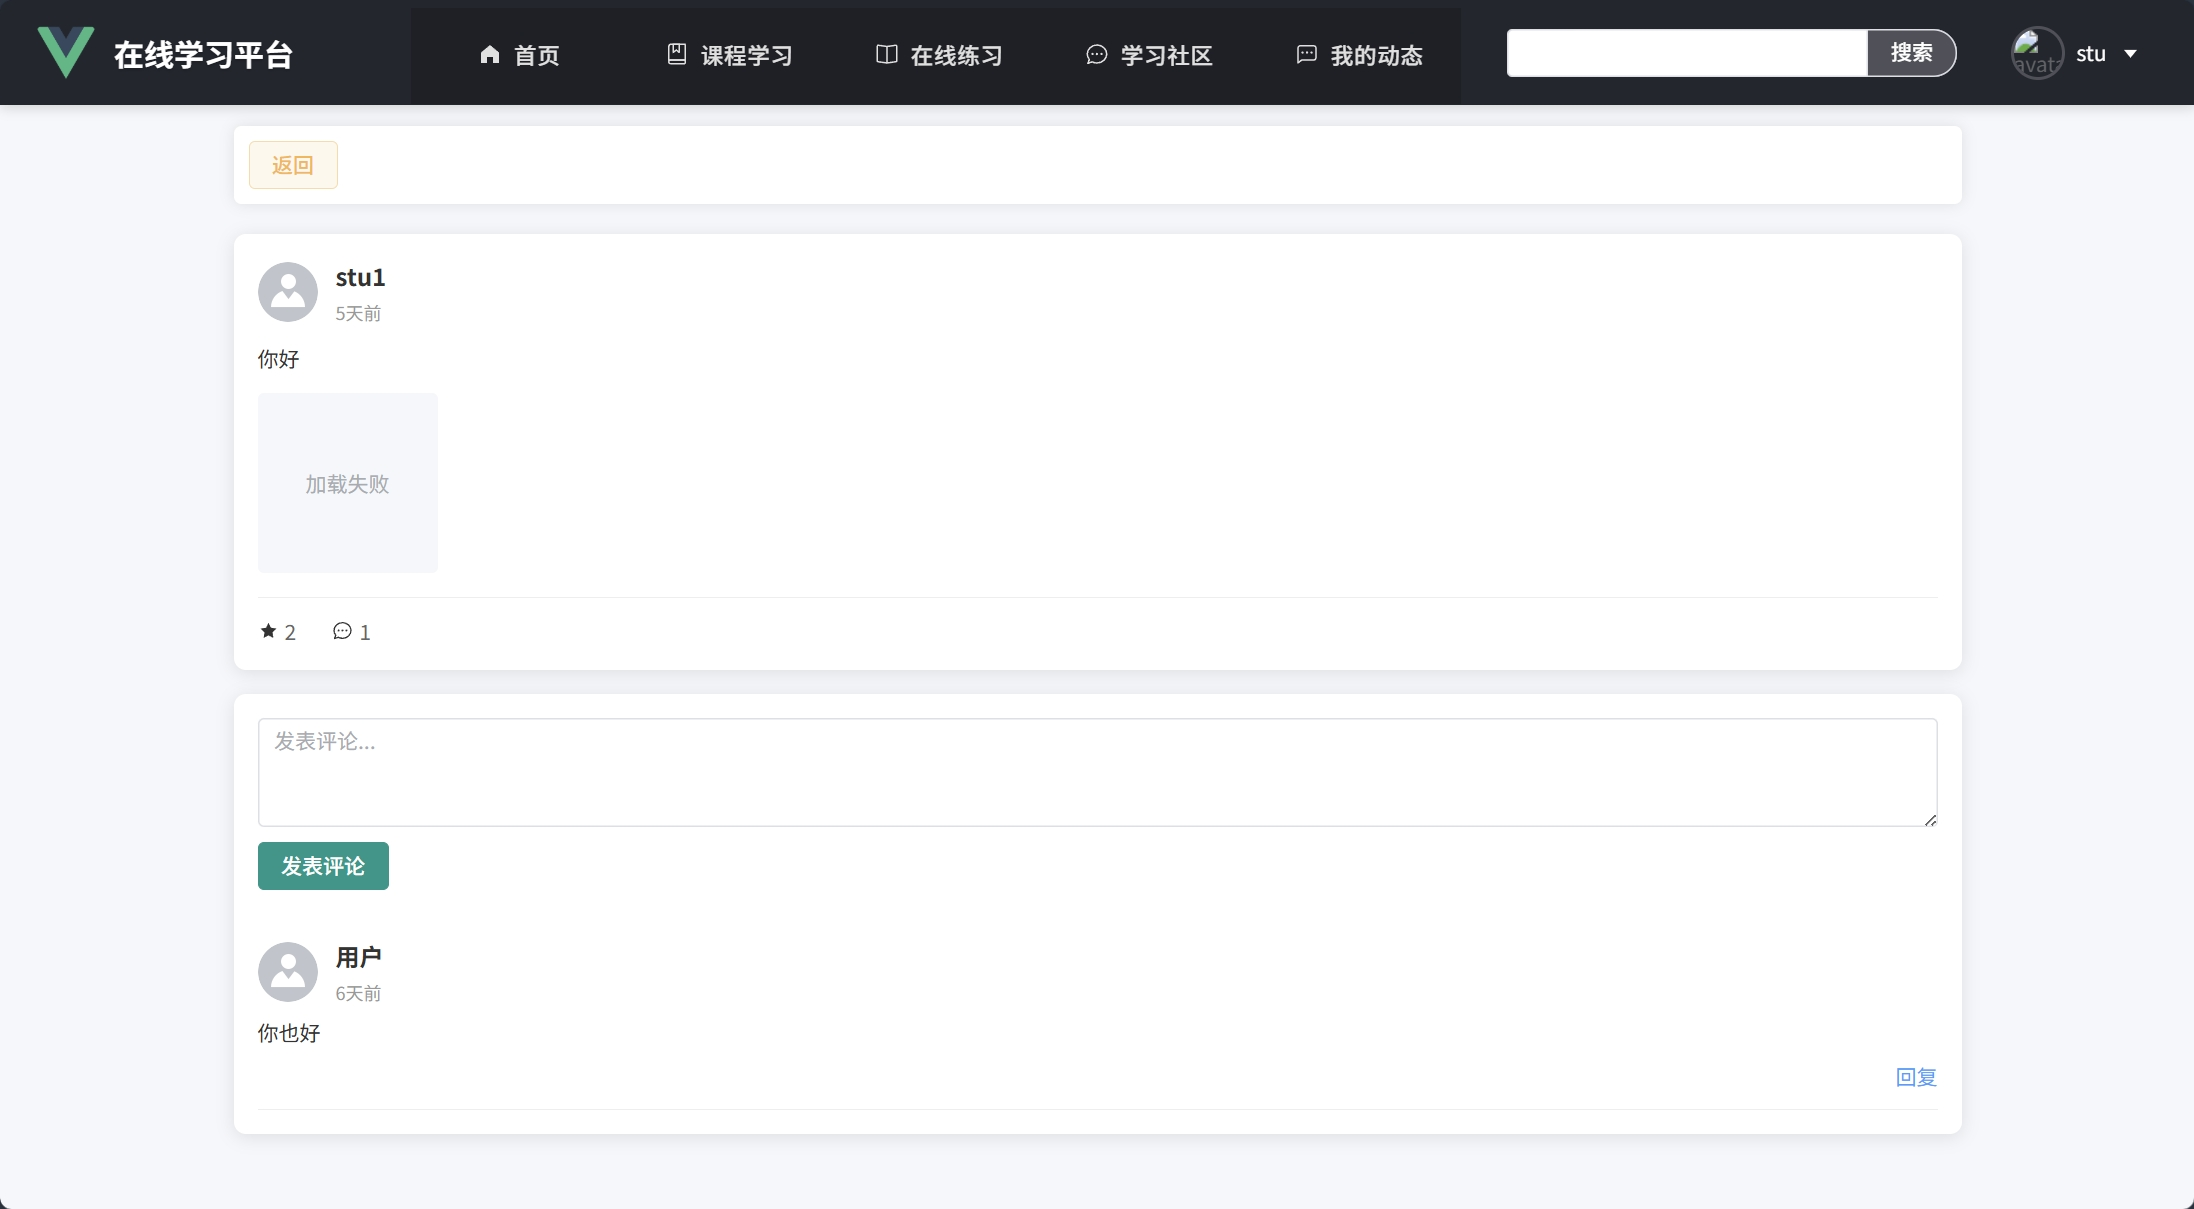 在线学习平台
首页
课程学习
在线练习
学习社区
我的动态
搜索
avata
stu
返回
stu1
5天前
你好
加载失败
2
1
发表评论...
发表评论
用户
6天前
你也好
回复